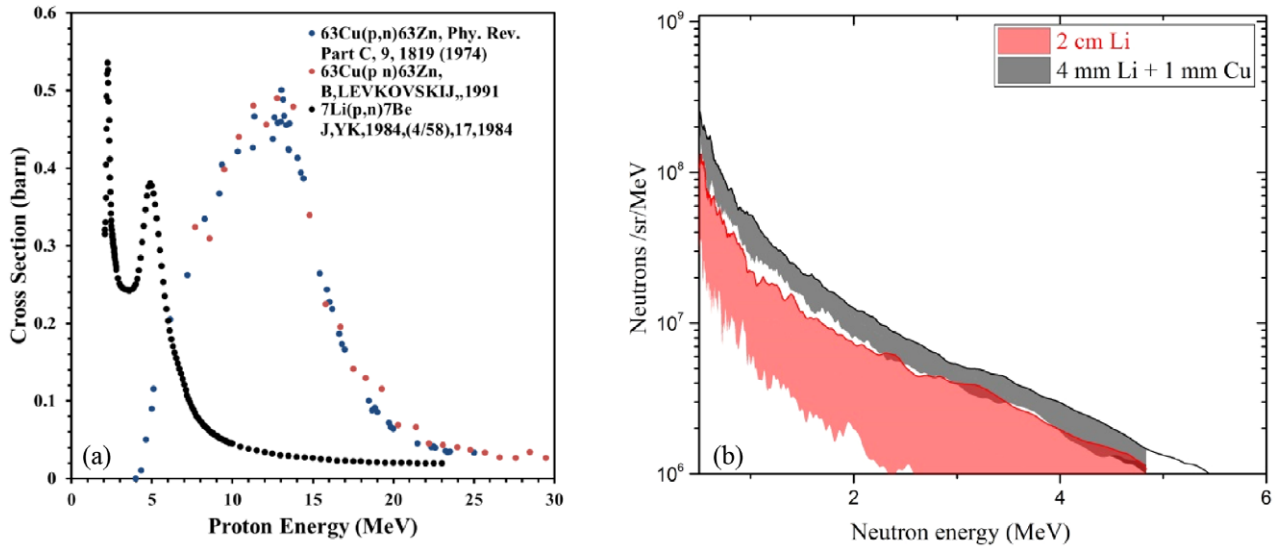 63Cu(p,n)63Zn, Phy. Rev.
Part C, 9, 1819 (1974)
63Cu(p n)63Zn,
B,LEVKOVSKIJ,,1991
7Li(p,n)7Be
J,YK,1984,(4/58),17,1984
Cross Section (barn)
0.6
0.5
0.4
0.3
0.2
0.1
0
0 5 10 15 20 25 30
Proton Energy (MeV)
(a)
2 cm Li
4 mm Li + 1 mm Cu
Neutrons /sr/MeV
10^9
10^8
10^7
10^6
2 4 6
Neutron energy (MeV)
(b)